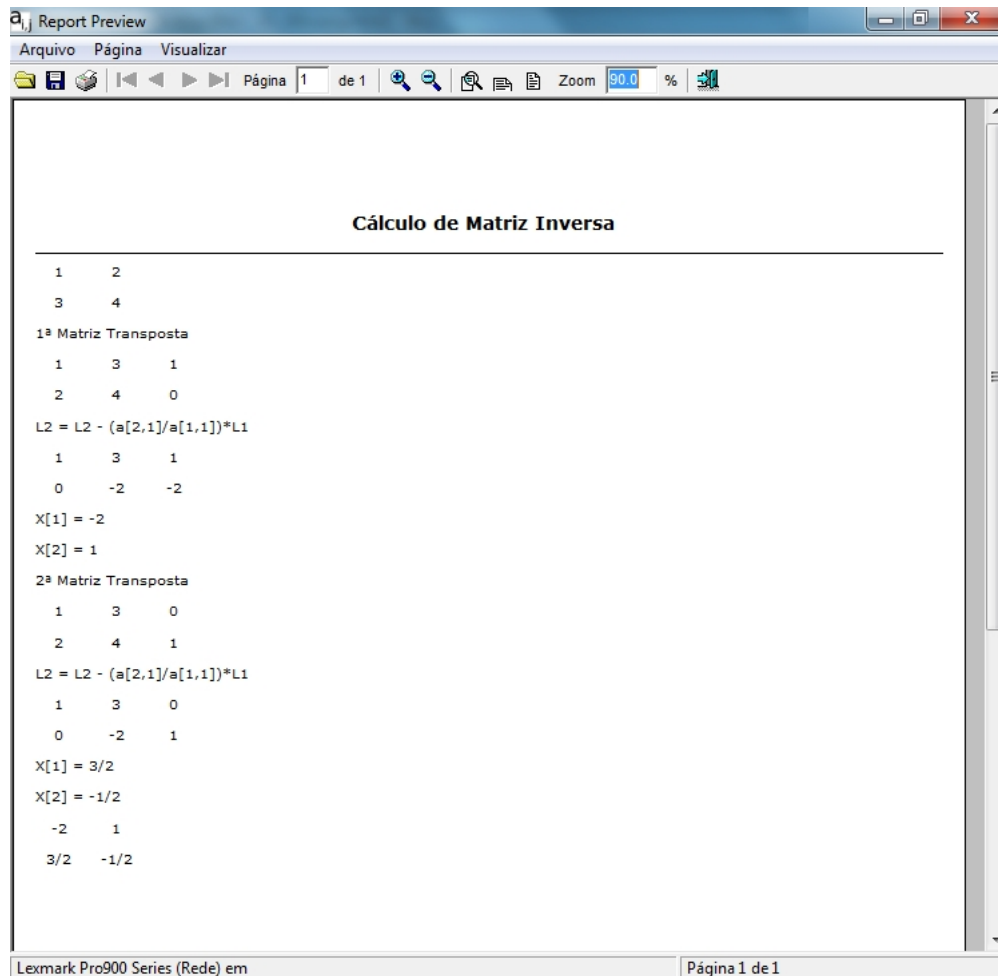 ai,j Report Preview
Arquivo Página Visualizar
Página 1 de 1 Zoom 90.0 %
Cálculo de Matriz Inversa
1 2
3 4
1ª Matriz Transposta
1 3 1
2 4 0
L2 = L2 - (a[2,1]/a[1,1])*L1
1 3 1
0 -2 -2
X[1] = -2
X[2] = 1
2ª Matriz Transposta
1 3 0
2 4 1
L2 = L2 - (a[2,1]/a[1,1])*L1
1 3 0
0 -2 1
X[1] = 3/2
X[2] = -1/2
-2 1
3/2 -1/2
Lexmark Pro900 Series (Rede) em Página 1 de 1